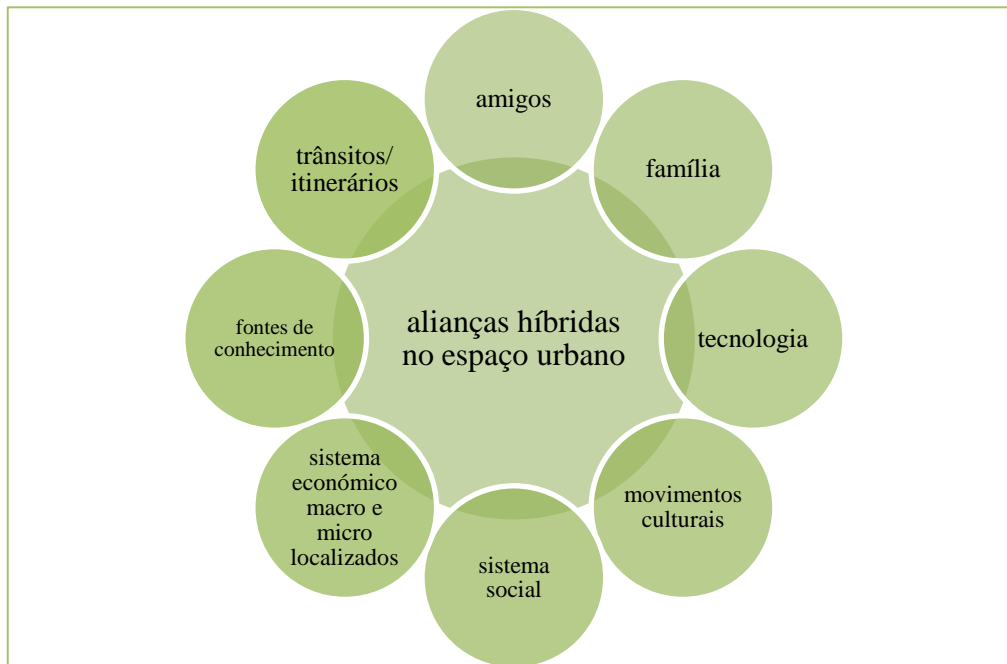 amigos
família
tecnologia
movimentos
culturais
sistema
social
sistema
económico
macro e
micro
localizados
fontes de
conhecimento
trânsitos/
itinerários
alianças híbridas
no espaço urbano